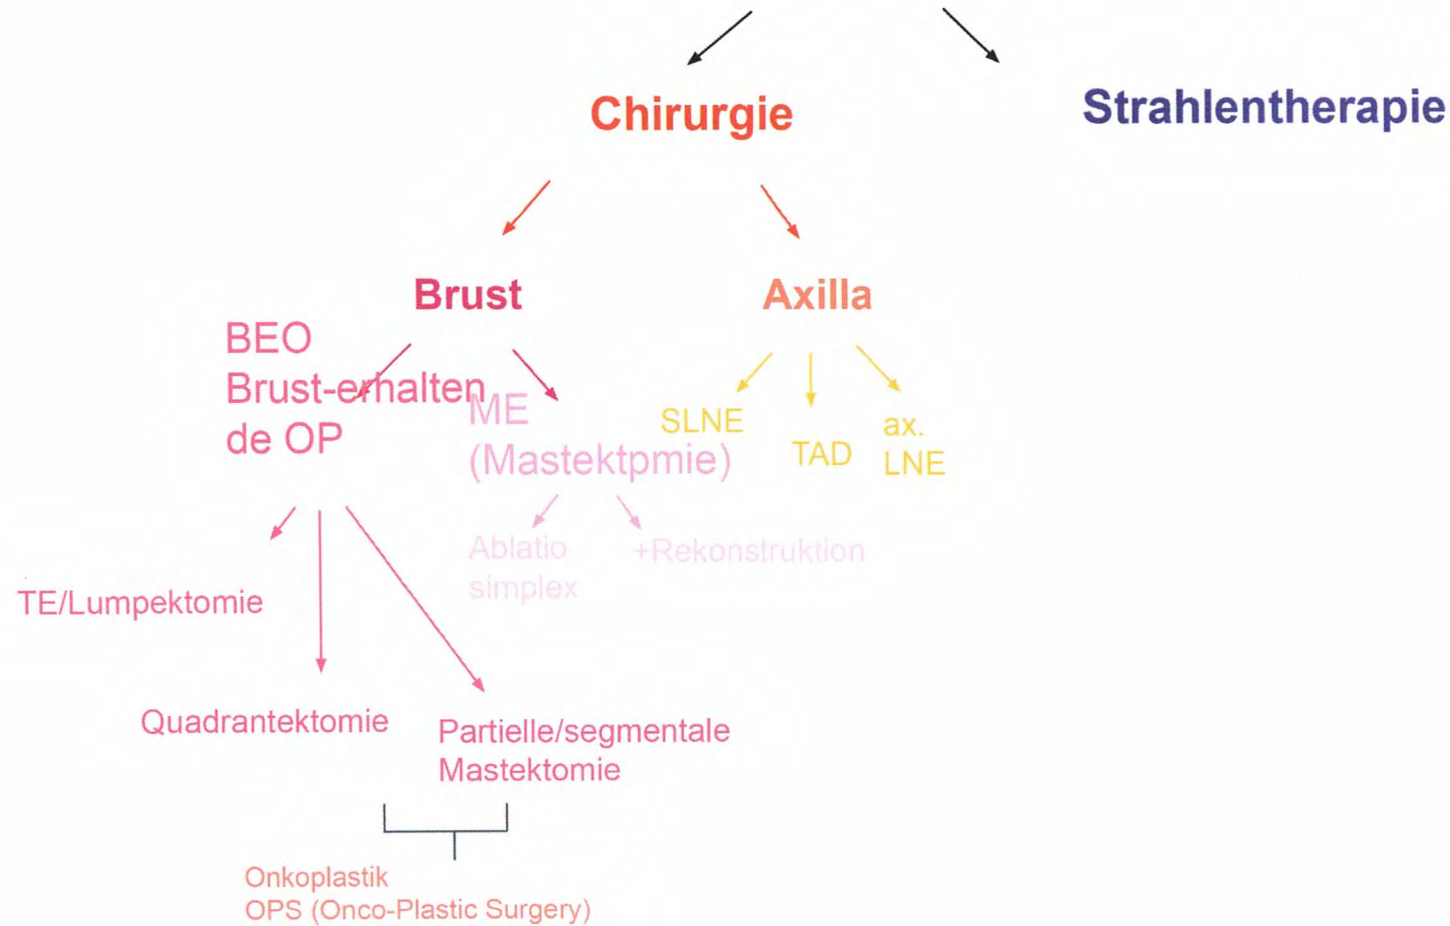 Chirurgie
Strahlentherapie
Brust
Axilla
BEO
Brust-erhalten
de OP
ME
(Mastektpmie)
SLNE
TAD
ax.
LNE
Ablatio
simplex
+Rekonstruktion
TE/Lumpektomie
Quadrantektomie
Partielle/segmentale
Mastektomie
Onkoplastik
OPS (Onco-Plastic Surgery)